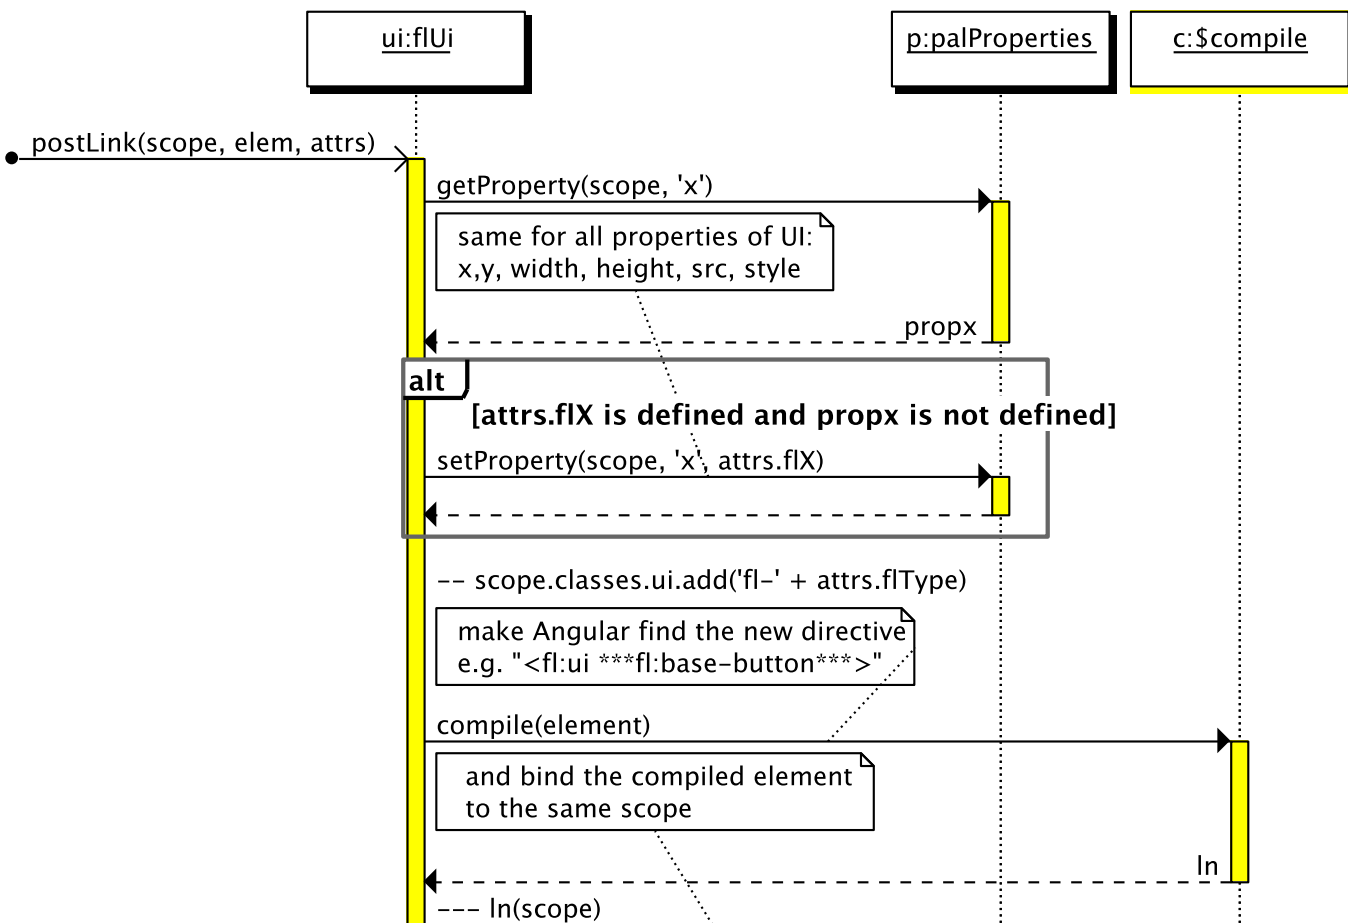 ui:flUi
p:palProperties
c:$compile
postLink(scope, elem, attrs)
getProperty(scope, 'x')
same for all properties of UI:
x,y, width, height, src, style
propx
alt
[attrs.flX is defined and propx is not defined]
setProperty(scope, 'x', attrs.flX)
-- scope.classes.ui.add('fl-' + attrs.flType)
make Angular find the new directive
e.g. "<fl:ui ***fl:base-button***>"
compile(element)
and bind the compiled element
to the same scope
ln
--- ln(scope)